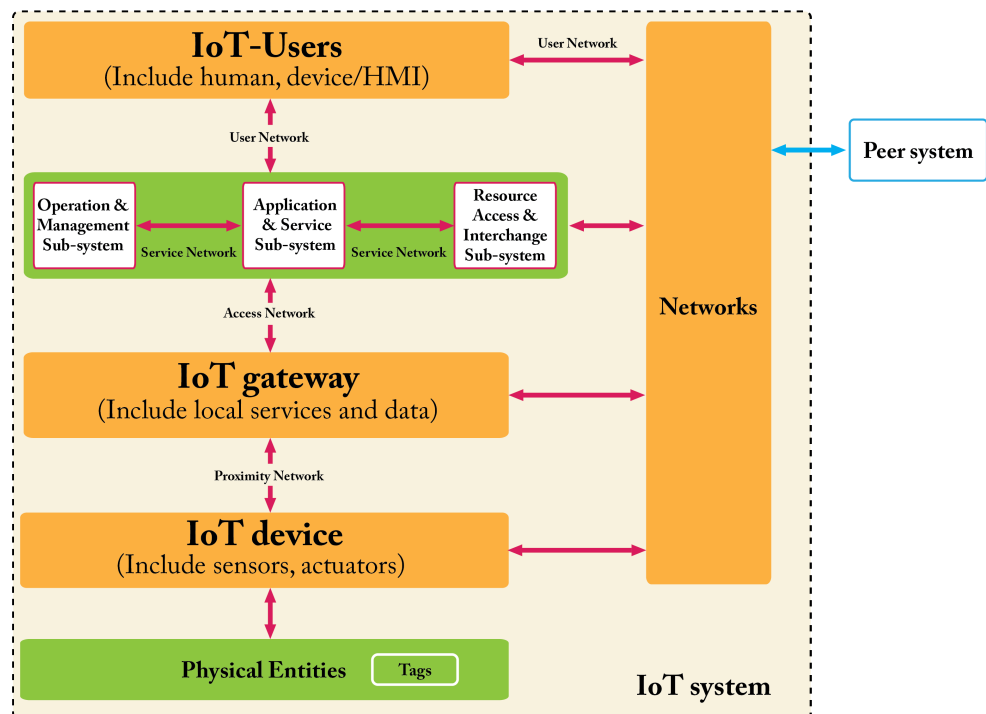 IoT-Users
(Include human, device/HMI)
User Network
User Network
Peer system
Operation &
Management
Sub-system
Service Network
Application
& Service
Sub-system
Service Network
Resource
Access &
Interchange
Sub-system
Networks
Access Network
IoT gateway
(Include local services and data)
Proximity Network
IoT device
(Include sensors, actuators)
Physical Entities
Tags
IoT system